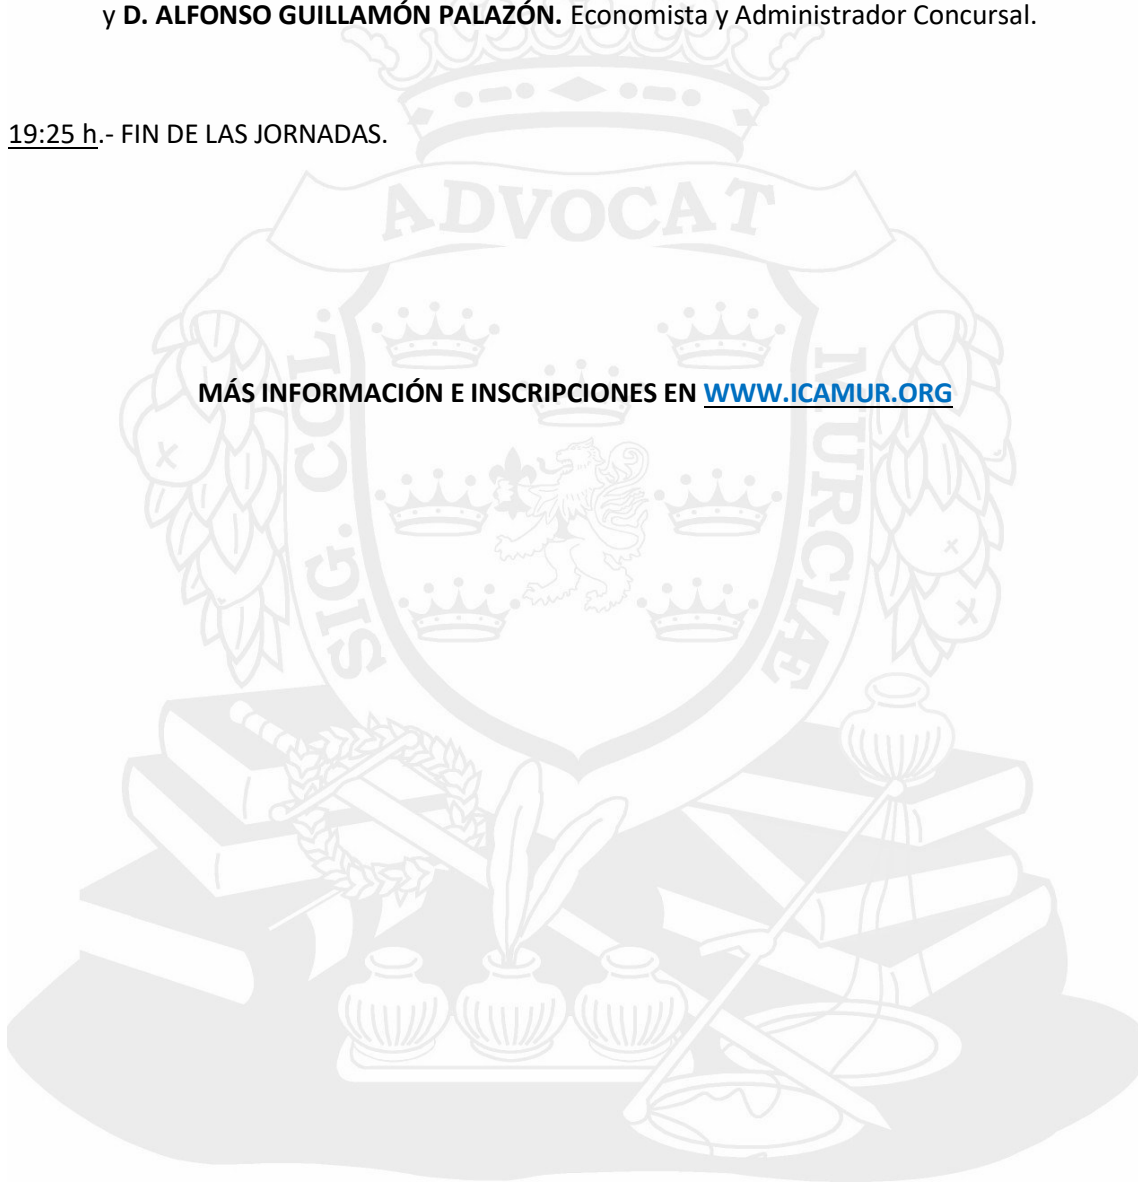 y D. ALFONSO GUILLAMÓN PALAZÓN. Economista y Administrador Concursal.
19:25 h.- FIN DE LAS JORNADAS.
ADVOCAT
MÁS INFORMACIÓN E INSCRIPCIONES EN WWW.ICAMUR.ORG
SIG. COL.
MURCIÆ